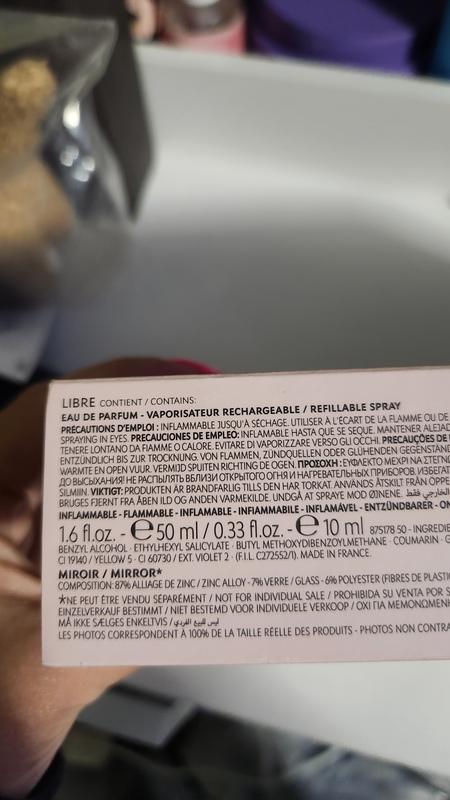 LIBRE CONTIENT / CONTAINS:
EAU DE PARFUM - VAPORISATEUR RECHARGEABLE / REFILLABLE SPRAY
PRÉCAUTIONS D'EMPLOI : INFLAMMABLE JUSQU'À SÉCHAGE. UTILISER À L'ÉCART DE LA FLAMME OU DE
SPRAYING IN EYES. PRECAUCIONES DE EMPLEO: INFLAMABLE HASTA QUE SE SEQUE. MANTENER ALEJAD
TENERE LONTANO DA FIAMME O CALORE. EVITARE DI VAPORIZZARE VERSO GLI OCCHI. PRECAUÇÕES DE
ENTZÜNDLICH BIS ZUR TROCKNUNG. VON FLAMMEN, ZÜNDQUELLEN ODER GLÜHENDEN GEGENSTÄN
WARMTE EN OPEN VUUR. VERMIJD SPUITEN RICHTING DE OGEN. ΠΡΟΣΟΧΗ : ΕΥΦΛΕΚΤΟ ΜΕΧΡΙ ΝΑ ΣΤΕΓΝ
ДО ВЫСЫХАНИЯ! НЕ РАСПЫЛЯТЬ ВБЛИЗИ ОТКРЫТОГО ОГНЯ И НАГРЕВАТЕЛЬНЫХ ПРИБОРОВ. ИЗБЕГАТ
SILMIIN. VIKTIGT: PRODUKTEN ÄR BRANDFARLIG TILLS DEN HAR TORKAT. ANVÄNDS ÅTSKILT FRÅN ÖPPE
BRUGES FJERNT FRA ÅBEN ILD OG ANDEN VARMEKILDE. UNDGÅ AT SPRAYE MOD ØJNENE. الخارجي فقط
INFLAMMABLE - FLAMMABLE - INFLAMABLE - INFIAMMABILE - INFLAMÁVEL - ENTZÜNDBAR - ON
1.6 fl.oz. - ℮ 50 ml / 0.33 fl.oz. - ℮ 10 ml 875178 50 - INGREDIE
BENZYL ALCOHOL · ETHYLHEXYL SALICYLATE · BUTYL METHOXYDIBENZOYLMETHANE · COUMARIN · G
CI 19140 / YELLOW 5 · CI 60730 / EXT. VIOLET 2 · (F.I.L. C272552/1). MADE IN FRANCE.
MIROIR / MIRROR*
COMPOSITION: 87% ALLIAGE DE ZINC / ZINC ALLOY - 7% VERRE / GLASS - 6% POLYESTER (FIBRES DE PLASTI
*NE PEUT ÊTRE VENDU SÉPARÉMENT / NOT FOR INDIVIDUAL SALE / PROHIBIDA SU VENTA POR S
EINZELVERKAUF BESTIMMT / NIET BESTEMD VOOR INDIVIDUELE VERKOOP / ΟΧΙ ΓΙΑ ΜΕΜΟΝΩΜΕΝΗ
MÅ IKKE SÆLGES ENKELTVIS / ليس للبيع الفردي
LES PHOTOS CORRESPONDENT À 100% DE LA TAILLE RÉELLE DES PRODUITS - PHOTOS NON CONTRA